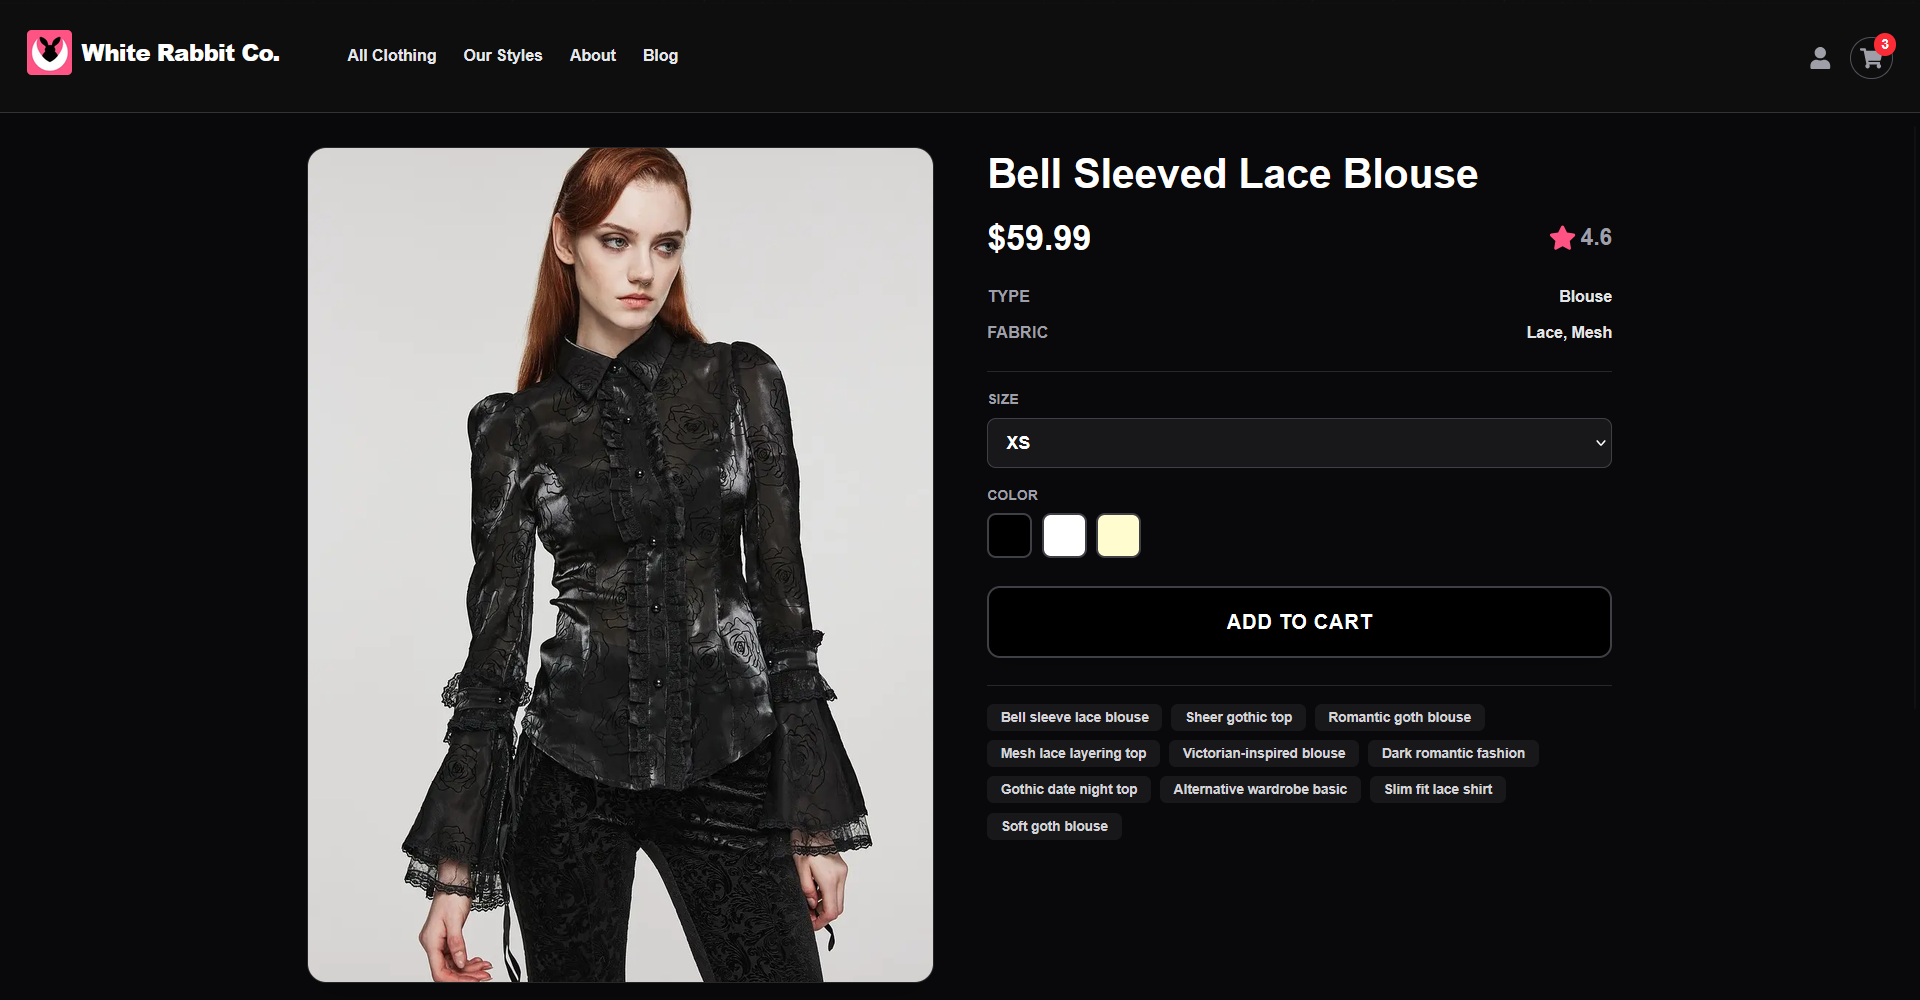 White Rabbit Co.
All Clothing
Our Styles
About
Blog
3
Bell Sleeved Lace Blouse
$59.99
4.6
TYPE
Blouse
FABRIC
Lace, Mesh
SIZE
XS
COLOR
ADD TO CART
Bell sleeve lace blouse
Sheer gothic top
Romantic goth blouse
Mesh lace layering top
Victorian-inspired blouse
Dark romantic fashion
Gothic date night top
Alternative wardrobe basic
Slim fit lace shirt
Soft goth blouse